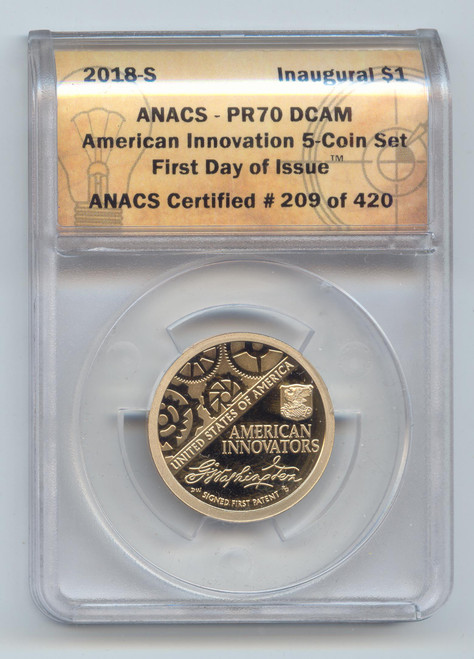 2018-S Inaugural $1
ANACS - PR70 DCAM
American Innovation 5-Coin Set
First Day of Issue™
ANACS Certified # 209 of 420
UNITED STATES OF AMERICA
AMERICAN
INNOVATORS
G Washington
SIGNED FIRST PATENT